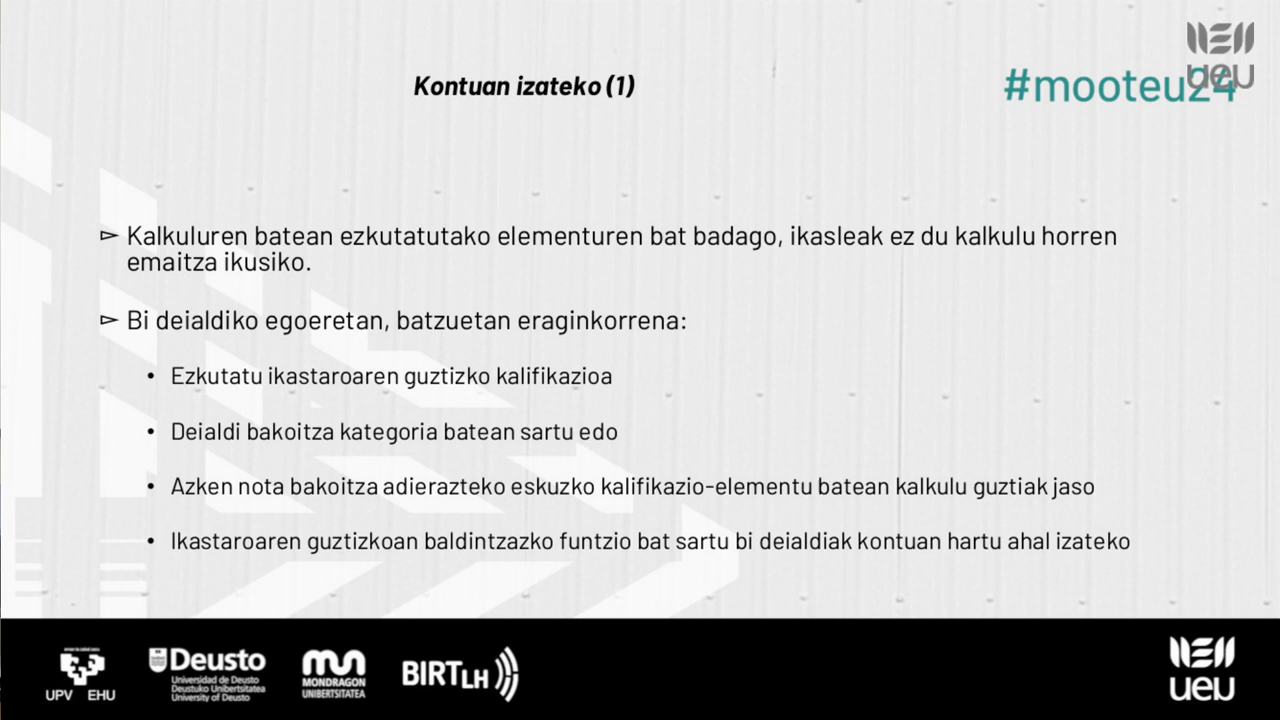 Kontuan izateko (1)
#mooteu24
ueu
▻ Kalkuluren batean ezkutatutako elementuren bat badago, ikasleak ez du kalkulu horren
emaitza ikusiko.
▻ Bi deialdiko egoeretan, batzuetan eraginkorrena:
• Ezkutatu ikastaroaren guztizko kalifikazioa
• Deialdi bakoitza kategoria batean sartu edo
• Azken nota bakoitza adierazteko eskuzko kalifikazio-elementu batean kalkulu guztiak jaso
• Ikastaroaren guztizkoan baldintzazko funtzio bat sartu bi deialdiak kontuan hartu ahal izateko
UPV EHU
Deusto
Universidad de Deusto
Deustuko Unibertsitatea
University of Deusto
MONDRAGON
UNIBERTSITATEA
BIRTLH
ueu